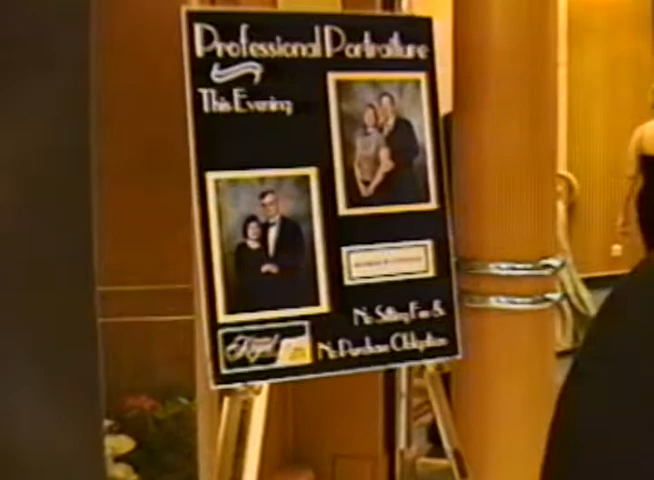 Professional Portraiture
This Evening
No Sitting Fee &
No Purchase Obligation